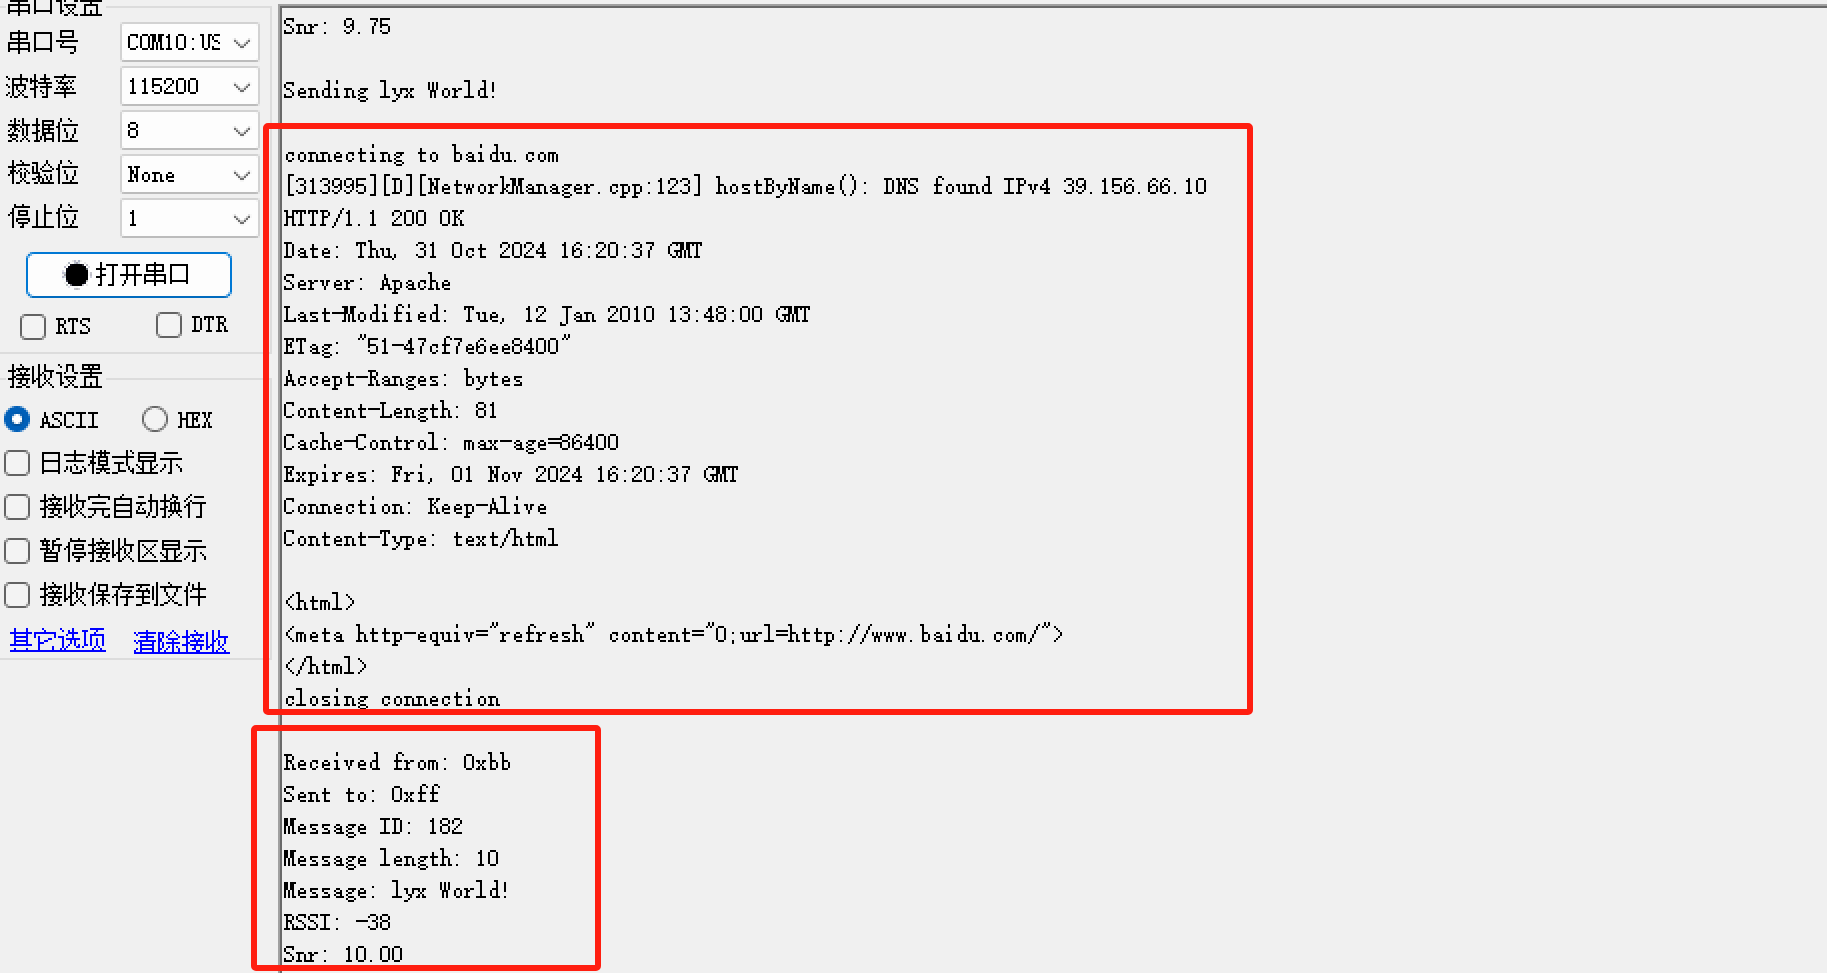 串口设置
串口号 COM10:US
波特率 115200
数据位 8
校验位 None
停止位 1
打开串口
RTS DTR
接收设置
ASCII HEX
日志模式显示
接收完自动换行
暂停接收区显示
接收保存到文件
其它选项 清除接收
Snr: 9.75
Sending lyx World!
connecting to baidu.com
[313995][D][NetworkManager.cpp:123] hostByName(): DNS found IPv4 39.156.66.10
HTTP/1.1 200 OK
Date: Thu, 31 Oct 2024 16:20:37 GMT
Server: Apache
Last-Modified: Tue, 12 Jan 2010 13:48:00 GMT
ETag: "51-47cf7e6ee8400"
Accept-Ranges: bytes
Content-Length: 81
Cache-Control: max-age=86400
Expires: Fri, 01 Nov 2024 16:20:37 GMT
Connection: Keep-Alive
Content-Type: text/html
<html>
<meta http-equiv="refresh" content="0;url=http://www.baidu.com/">
</html>
closing connection
Received from: 0xbb
Sent to: 0xff
Message ID: 182
Message length: 10
Message: lyx World!
RSSI: -38
Snr: 10.00